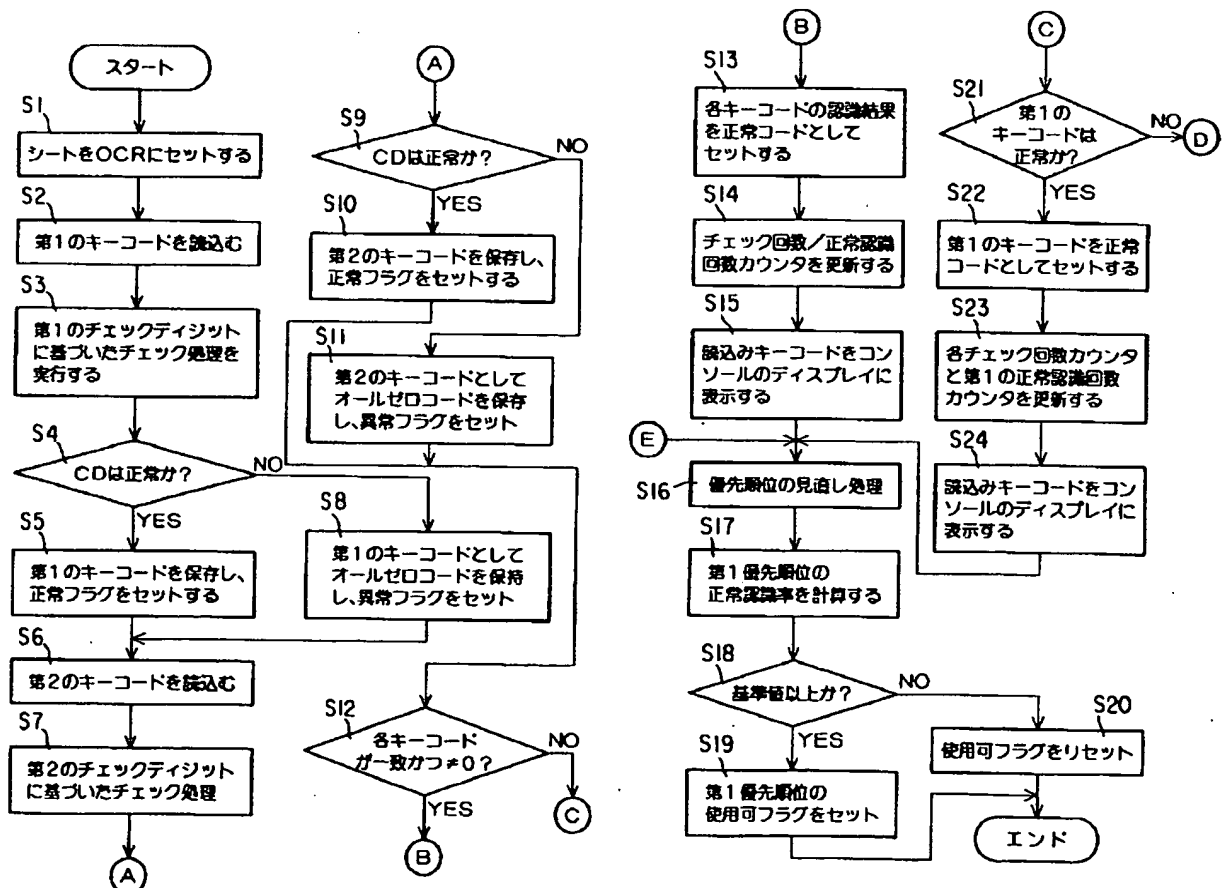 スタート
S1
シートをOCRにセットする
S2
第1のキーコードを読込む
S3
第1のチェックディジット
に基づいたチェック処理を
実行する
S4
CDは正常か?
NO
YES
S5
第1のキーコードを保存し、
正常フラグをセットする
S6
第2のキーコードを読込む
S7
第2のチェックディジット
に基づいたチェック処理
A
A
S9
CDは正常か?
NO
YES
S10
第2のキーコードを保存し、
正常フラグをセットする
S11
第2のキーコードとして
オールゼロコードを保存
し、異常フラグをセット
S8
第1のキーコードとして
オールゼロコードを保持
し、異常フラグをセット
S12
各キーコード
が一致かつ≠0?
NO
C
YES
B
B
S13
各キーコードの認識結果
を正常コードとして
セットする
S14
チェック回数/正常認識
回数カウンタを更新する
S15
読込みキーコードをコン
ソールのディスプレイに
表示する
E
S16
優先順位の見直し処理
S17
第1優先順位の
正常認識率を計算する
S18
基準値以上か?
NO
YES
S19
第1優先順位の
使用可フラグをセット
S20
使用可フラグをリセット
エンド
C
S21
第1の
キーコードは
正常か?
NO
D
YES
S22
第1のキーコードを正常
コードとしてセットする
S23
各チェック回数カウンタ
と第1の正常認識回数
カウンタを更新する
S24
読込みキーコードをコン
ソールのディスプレイに
表示する